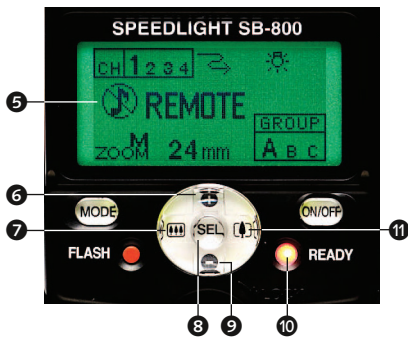 SPEEDLIGHT SB-800
CH 1 2 3 4
5
REMOTE
GROUP
ZOOM M 24mm
A B C
6
MODE
ON/OFF
7
SEL
11
FLASH
READY
8
9
10